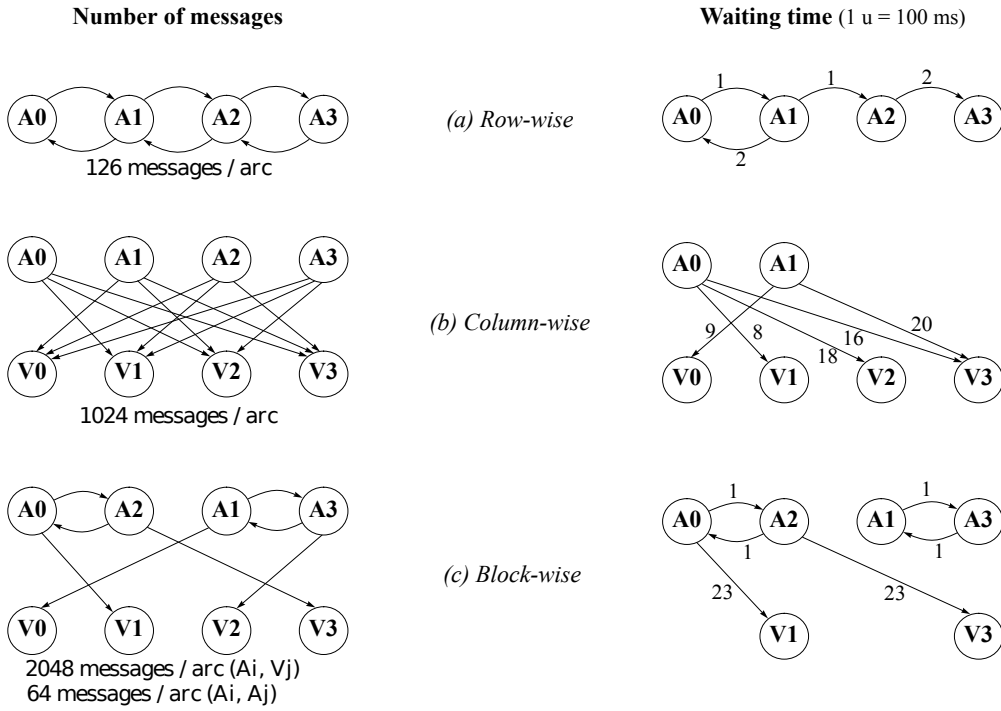 Number of messages
Waiting time (1 u = 100 ms)
A0 A1 A2 A3
126 messages / arc
(a) Row-wise
1 1 2
A0 A1 A2 A3
2
A0 A1 A2 A3
V0 V1 V2 V3
1024 messages / arc
(b) Column-wise
A0 A1
9 8 18 16 20
V0 V1 V2 V3
A0 A2 A1 A3
V0 V1 V2 V3
2048 messages / arc (Ai, Vj)
64 messages / arc (Ai, Aj)
(c) Block-wise
1 1
A0 A2 A1 A3
1 1
23 23
V1 V3